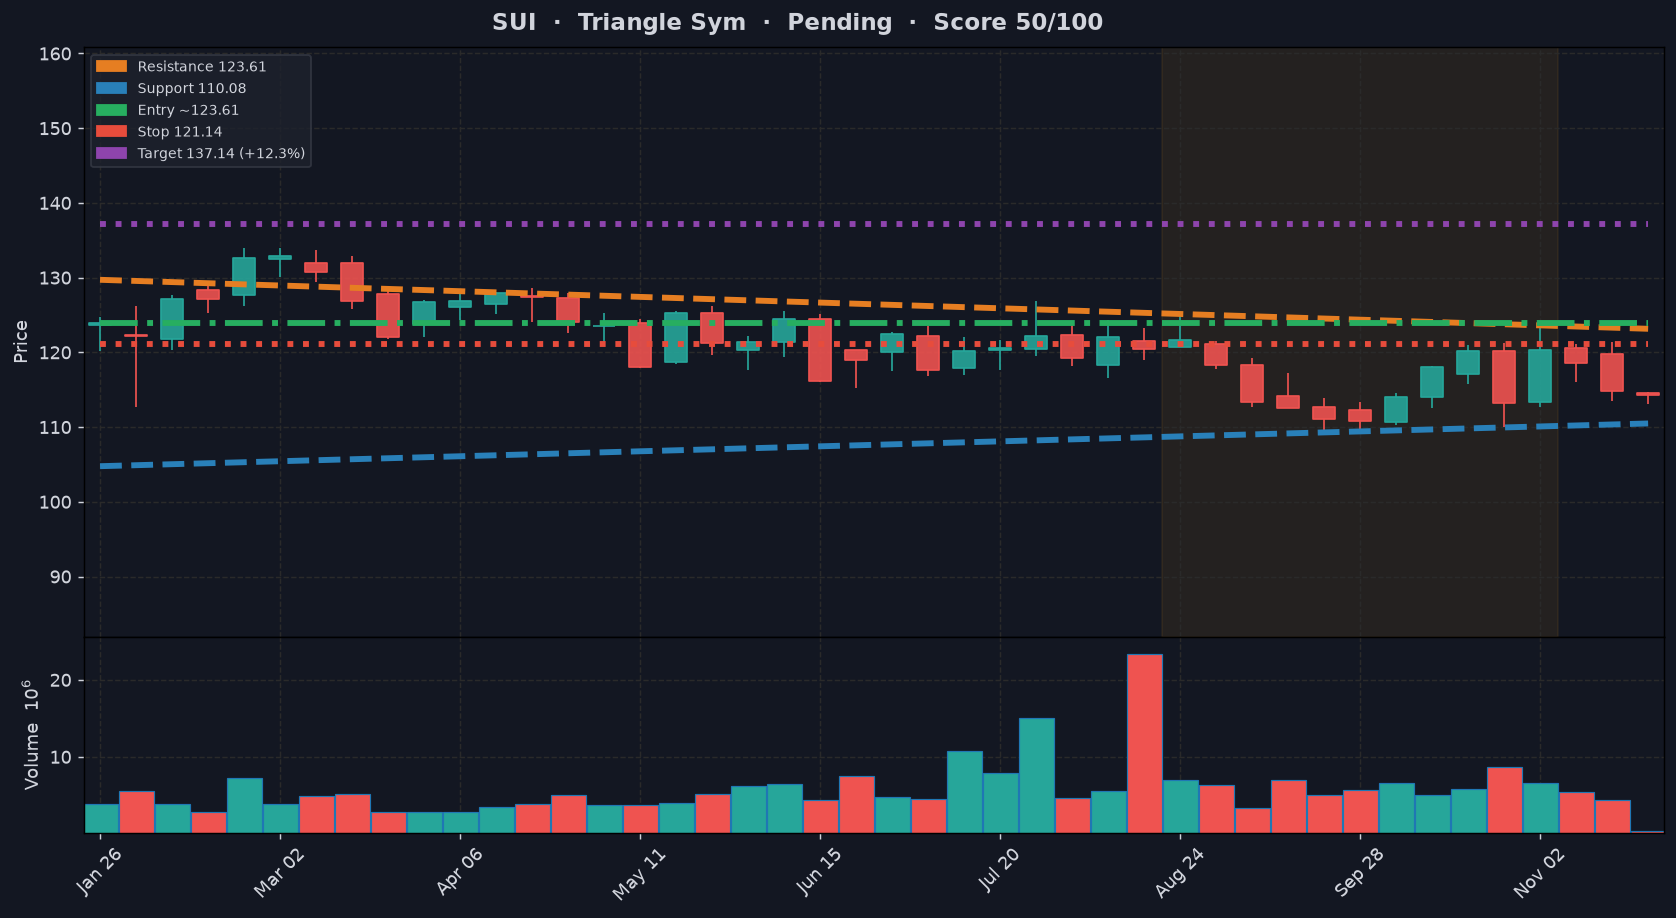 SUI · Triangle Sym · Pending · Score 50/100
Resistance 123.61
Support 110.08
Entry ~123.61
Stop 121.14
Target 137.14 (+12.3%)
160
150
140
130
120
110
100
90
Price
20
10
Volume 10⁶
Jan 26
Mar 02
Apr 06
May 11
Jun 15
Jul 20
Aug 24
Sep 28
Nov 02